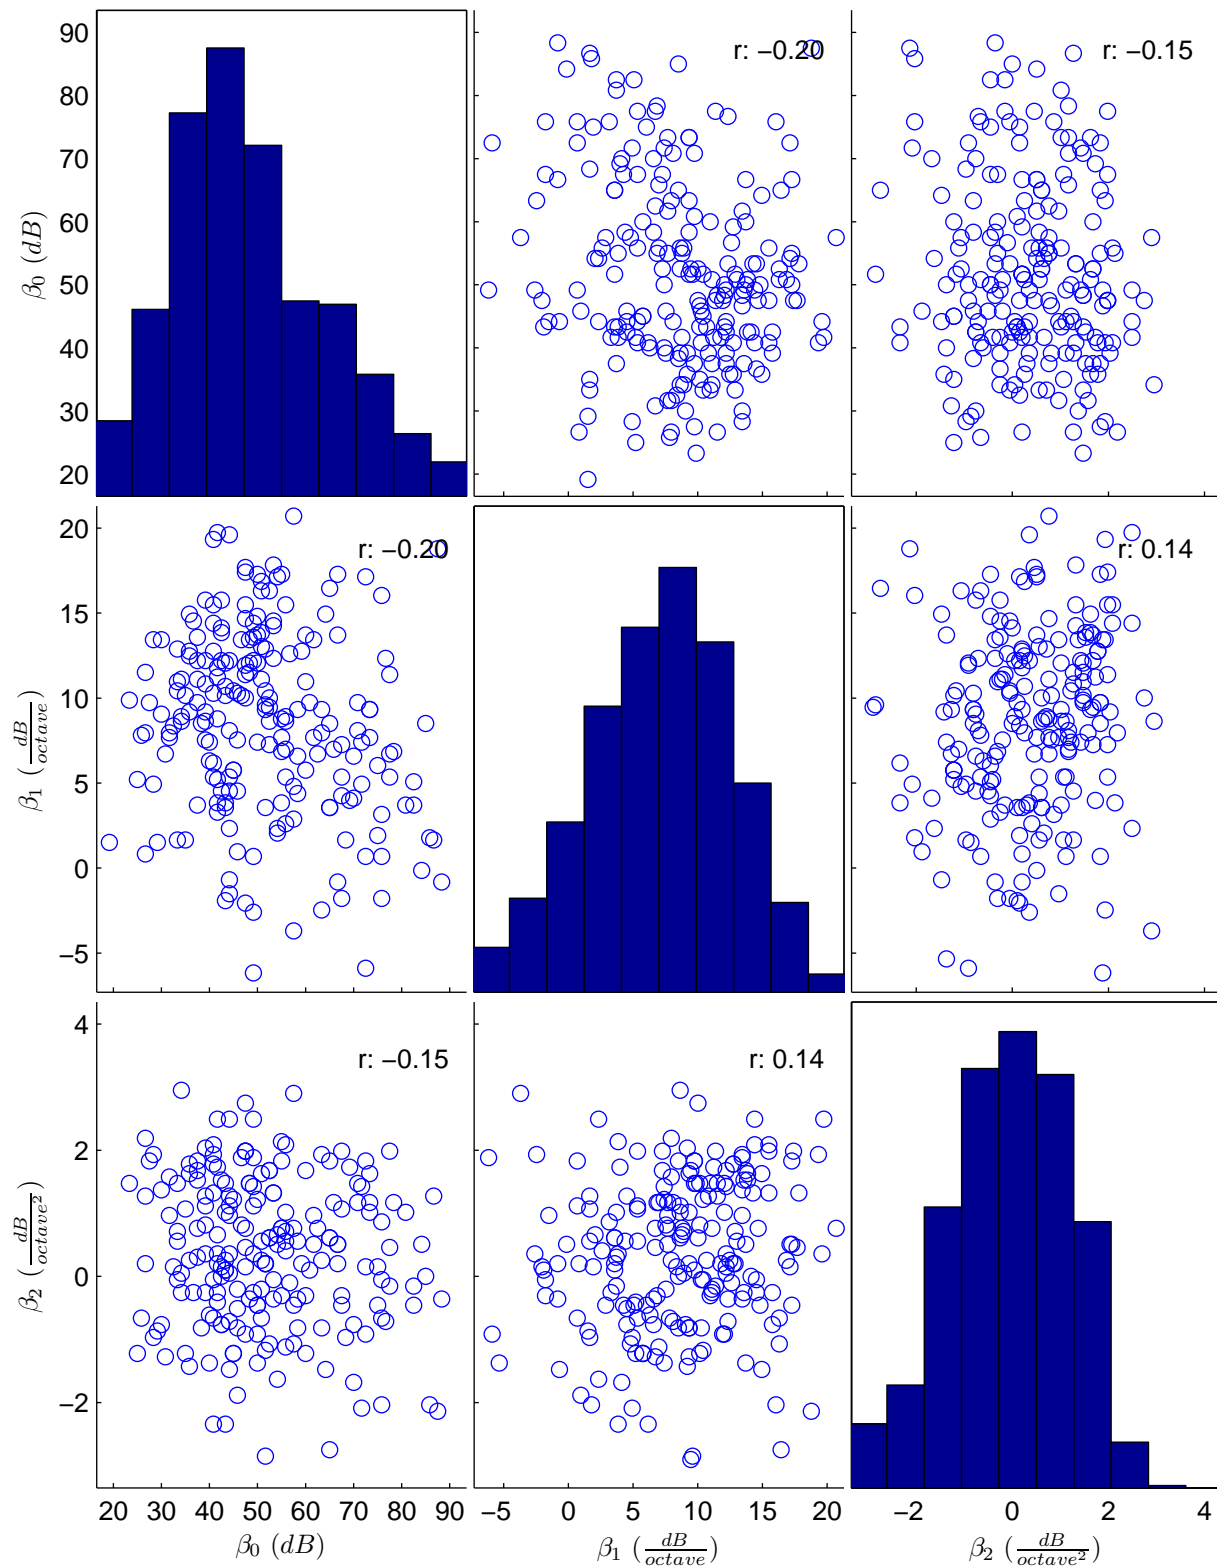 90
80
70
60
50
40
30
20
β₀ (dB)
r: −0.20
r: −0.15
20
15
10
5
0
−5
β₁ (dB/octave)
r: −0.20
r: 0.14
4
2
0
−2
β₂ (dB/octave²)
r: −0.15
r: 0.14
20 30 40 50 60 70 80 90
−5 0 5 10 15 20
−2 0 2 4
β₀ (dB)
β₁ (dB/octave)
β₂ (dB/octave²)